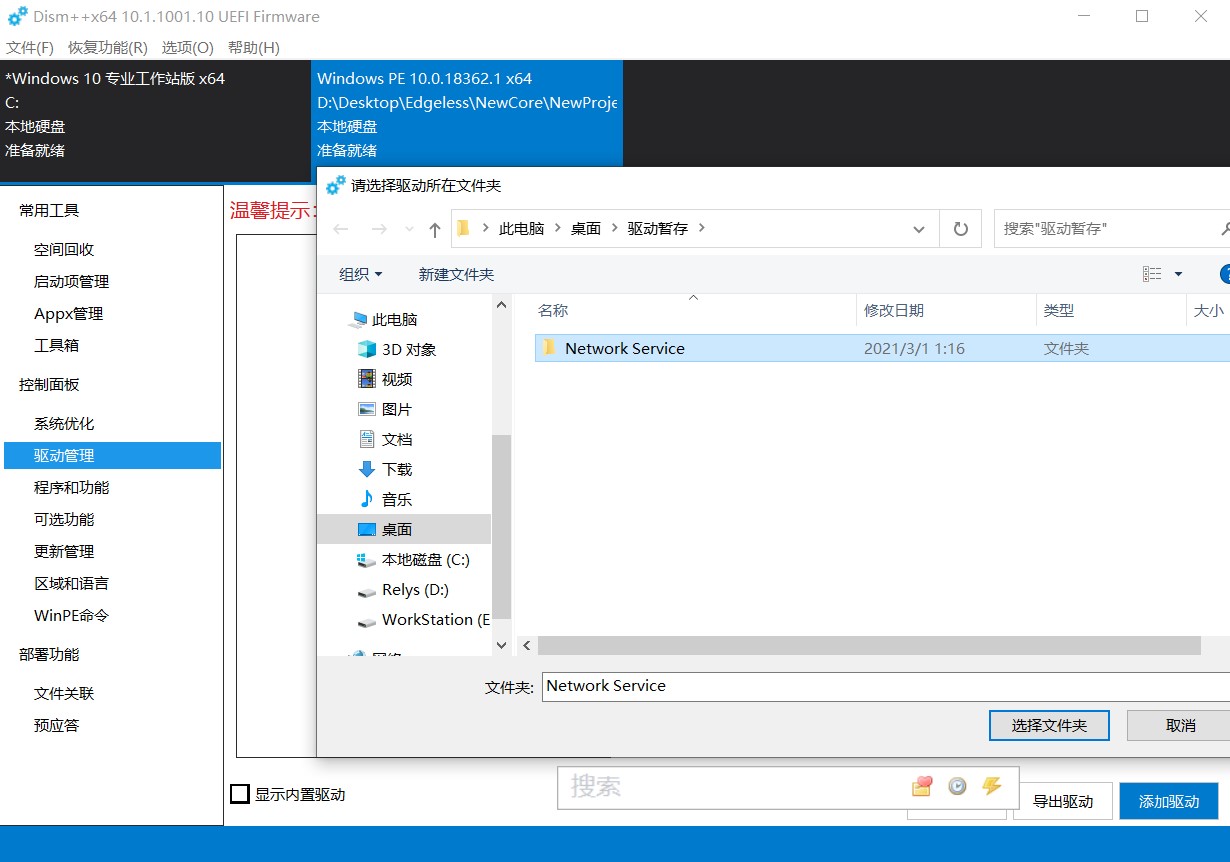 Dism++x64 10.1.1001.10 UEFI Firmware
文件(F) 恢复功能(R) 选项(O) 帮助(H)
*Windows 10 专业工作站版 x64
C:
本地硬盘
准备就绪
Windows PE 10.0.18362.1 x64
D:\Desktop\Edgeless\NewCore\NewProje
本地硬盘
准备就绪
常用工具
空间回收
启动项管理
Appx管理
工具箱
控制面板
系统优化
驱动管理
程序和功能
可选功能
更新管理
区域和语言
WinPE命令
部署功能
文件关联
预应答
温馨提示:
请选择驱动所在文件夹
此电脑 桌面 驱动暂存
搜索"驱动暂存"
组织 新建文件夹
此电脑
3D 对象
视频
图片
文档
下载
音乐
桌面
本地磁盘 (C:)
Relys (D:)
WorkStation (E
网络
名称 修改日期 类型 大小
Network Service 2021/3/1 1:16 文件夹
文件夹: Network Service
选择文件夹 取消
显示内置驱动
搜索
导出驱动 添加驱动